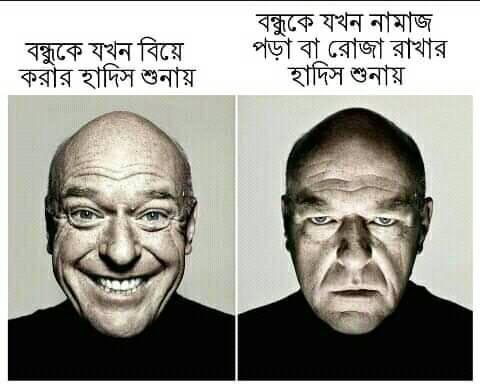 বন্ধুকে যখন বিয়ে
করার হাদিস শুনায়
বন্ধুকে যখন নামাজ
পড়া বা রোজা রাখার
হাদিস শুনায়